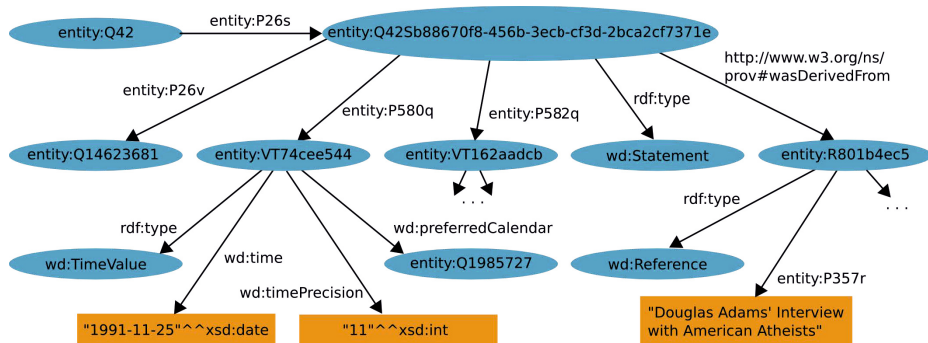 entity:P26s
entity:Q42
entity:Q42Sb88670f8-456b-3ecb-cf3d-2bca2cf7371e
http://www.w3.org/ns/
prov#wasDerivedFrom
entity:P26v
entity:P580q
entity:P582q
rdf:type
entity:Q14623681
entity:VT74cee544
entity:VT162aadcb
wd:Statement
entity:R801b4ec5
. . .
. . .
rdf:type
wd:preferredCalendar
rdf:type
wd:time
wd:TimeValue
entity:Q1985727
wd:Reference
entity:P357r
wd:timePrecision
"1991-11-25"^^xsd:date
"11"^^xsd:int
"Douglas Adams' Interview
with American Atheists"